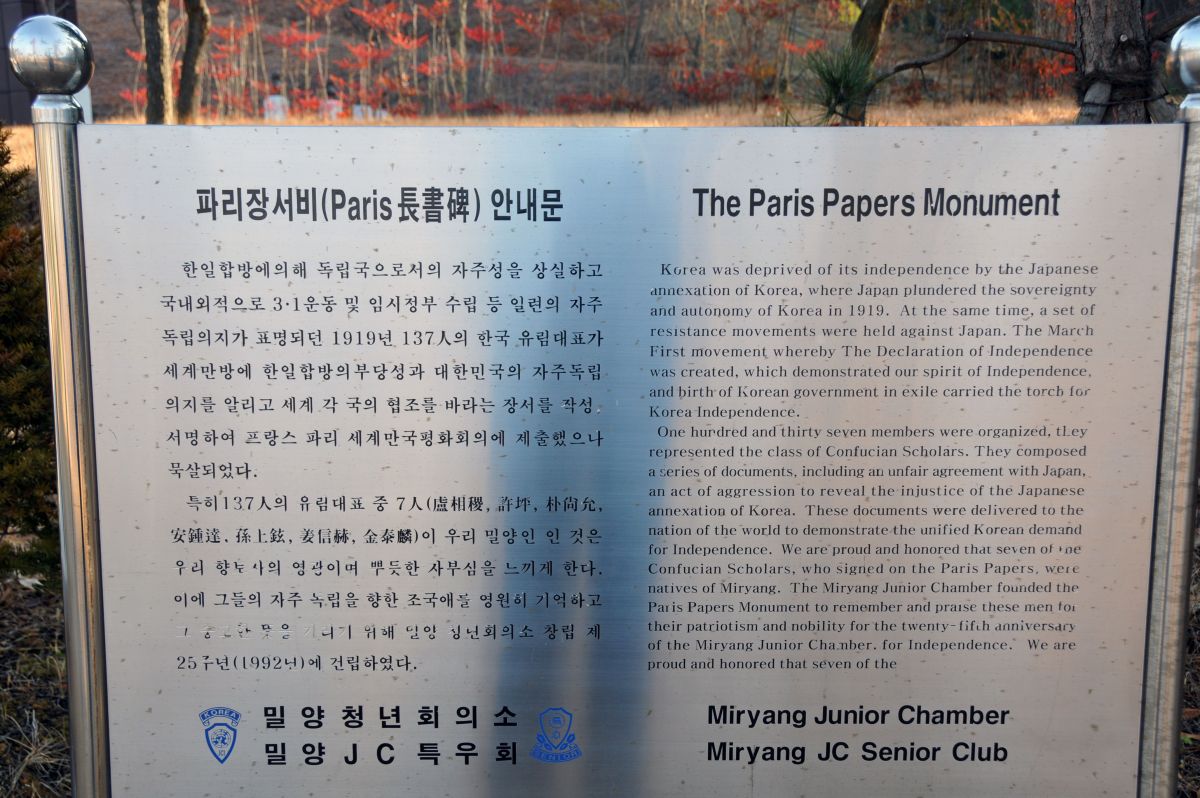 파리장서비(Paris長書碑) 안내문
한일합방에의해 독립국으로서의 자주성을 상실하고
국내외적으로 3·1운동 및 임시정부 수립 등 일련의 자주
독립의지가 표명되던 1919년 137人의 한국 유림대표가
세계만방에 한일합방의부당성과 대한민국의 자주독립
의지를 알리고 세계 각 국의 협조를 바라는 장서를 작성,
서명하여 프랑스 파리 세계만국평화회의에 제출했으나
묵살되었다.
특히137人의 유림대표 중 7人(盧相稷, 許坪, 朴尙允,
安鍾達, 孫上鉉, 姜信赫, 金泰麟)이 우리 밀양인 인 것은
우리 향토사의 영광이며 뿌듯한 사부심을 느끼게 한다.
이에 그들의 자주 독립을 향한 조국애를 영원히 기억하고
뜻을 기리기 위해 밀양 청년회의소 창립 제
25주년(1992년)에 건립하였다.
KOREA
JCI
밀양청년회의소
밀양JC특우회
SENIOR
The Paris Papers Monument
Korea was deprived of its independence by the Japanese
annexation of Korea, where Japan plundered the sovereignty
and autonomy of Korea in 1919. At the same time, a set of
resistance movements were held against Japan. The March
First movement whereby The Declaration of Independence
was created, which demonstrated our spirit of Independence,
and birth of Korean government in exile carried the torch for
Korea Independence.
One hundred and thirty seven members were organized, they
represented the class of Confucian Scholars. They composed
a series of documents, including an unfair agreement with Japan,
an act of aggression to reveal the injustice of the Japanese
annexation of Korea. These documents were delivered to the
nation of the world to demonstrate the unified Korean demand
for Independence. We are proud and honored that seven of the
Confucian Scholars, who signed on the Paris Papers, were
natives of Miryang. The Miryang Junior Chamber founded the
Paris Papers Monument to remember and praise these men for
their patriotism and nobility for the twenty-fifth anniversary
of the Miryang Junior Chamber. for Independence. We are
proud and honored that seven of the
Miryang Junior Chamber
Miryang JC Senior Club